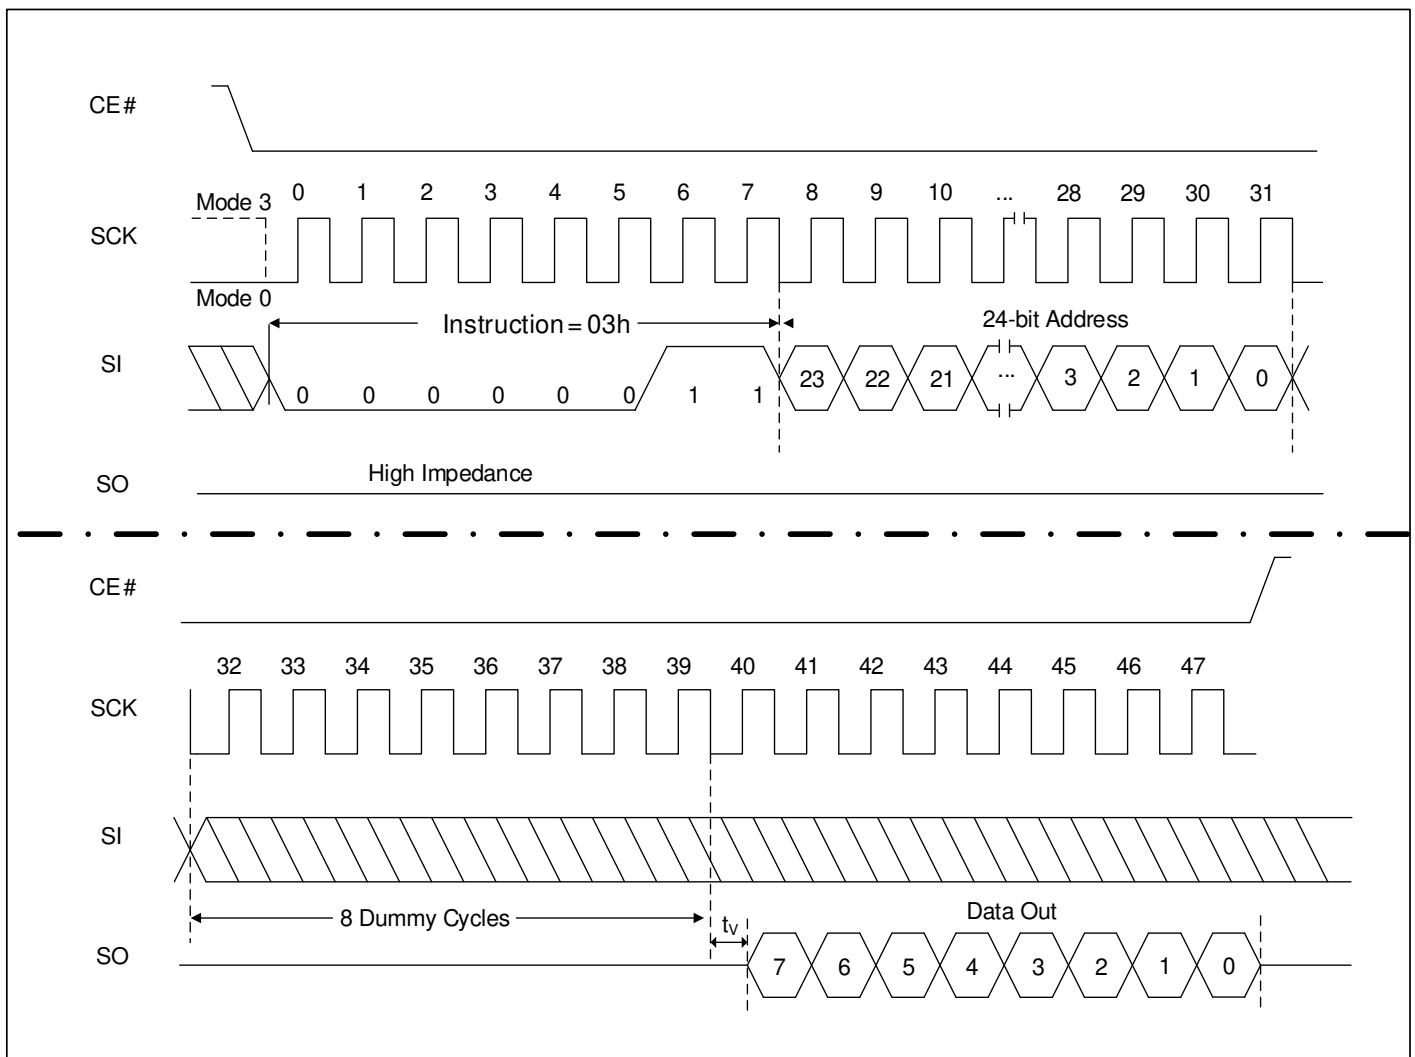 CE#
0 1 2 3 4 5 6 7 8 9 10 ... 28 29 30 31
Mode 3
SCK
Mode 0
Instruction = 03h
24-bit Address
SI
0 0 0 0 0 0 1 1 23 22 21 ... 3 2 1 0
High Impedance
SO
CE#
32 33 34 35 36 37 38 39 40 41 42 43 44 45 46 47
SCK
SI
8 Dummy Cycles
tV
Data Out
SO
7 6 5 4 3 2 1 0